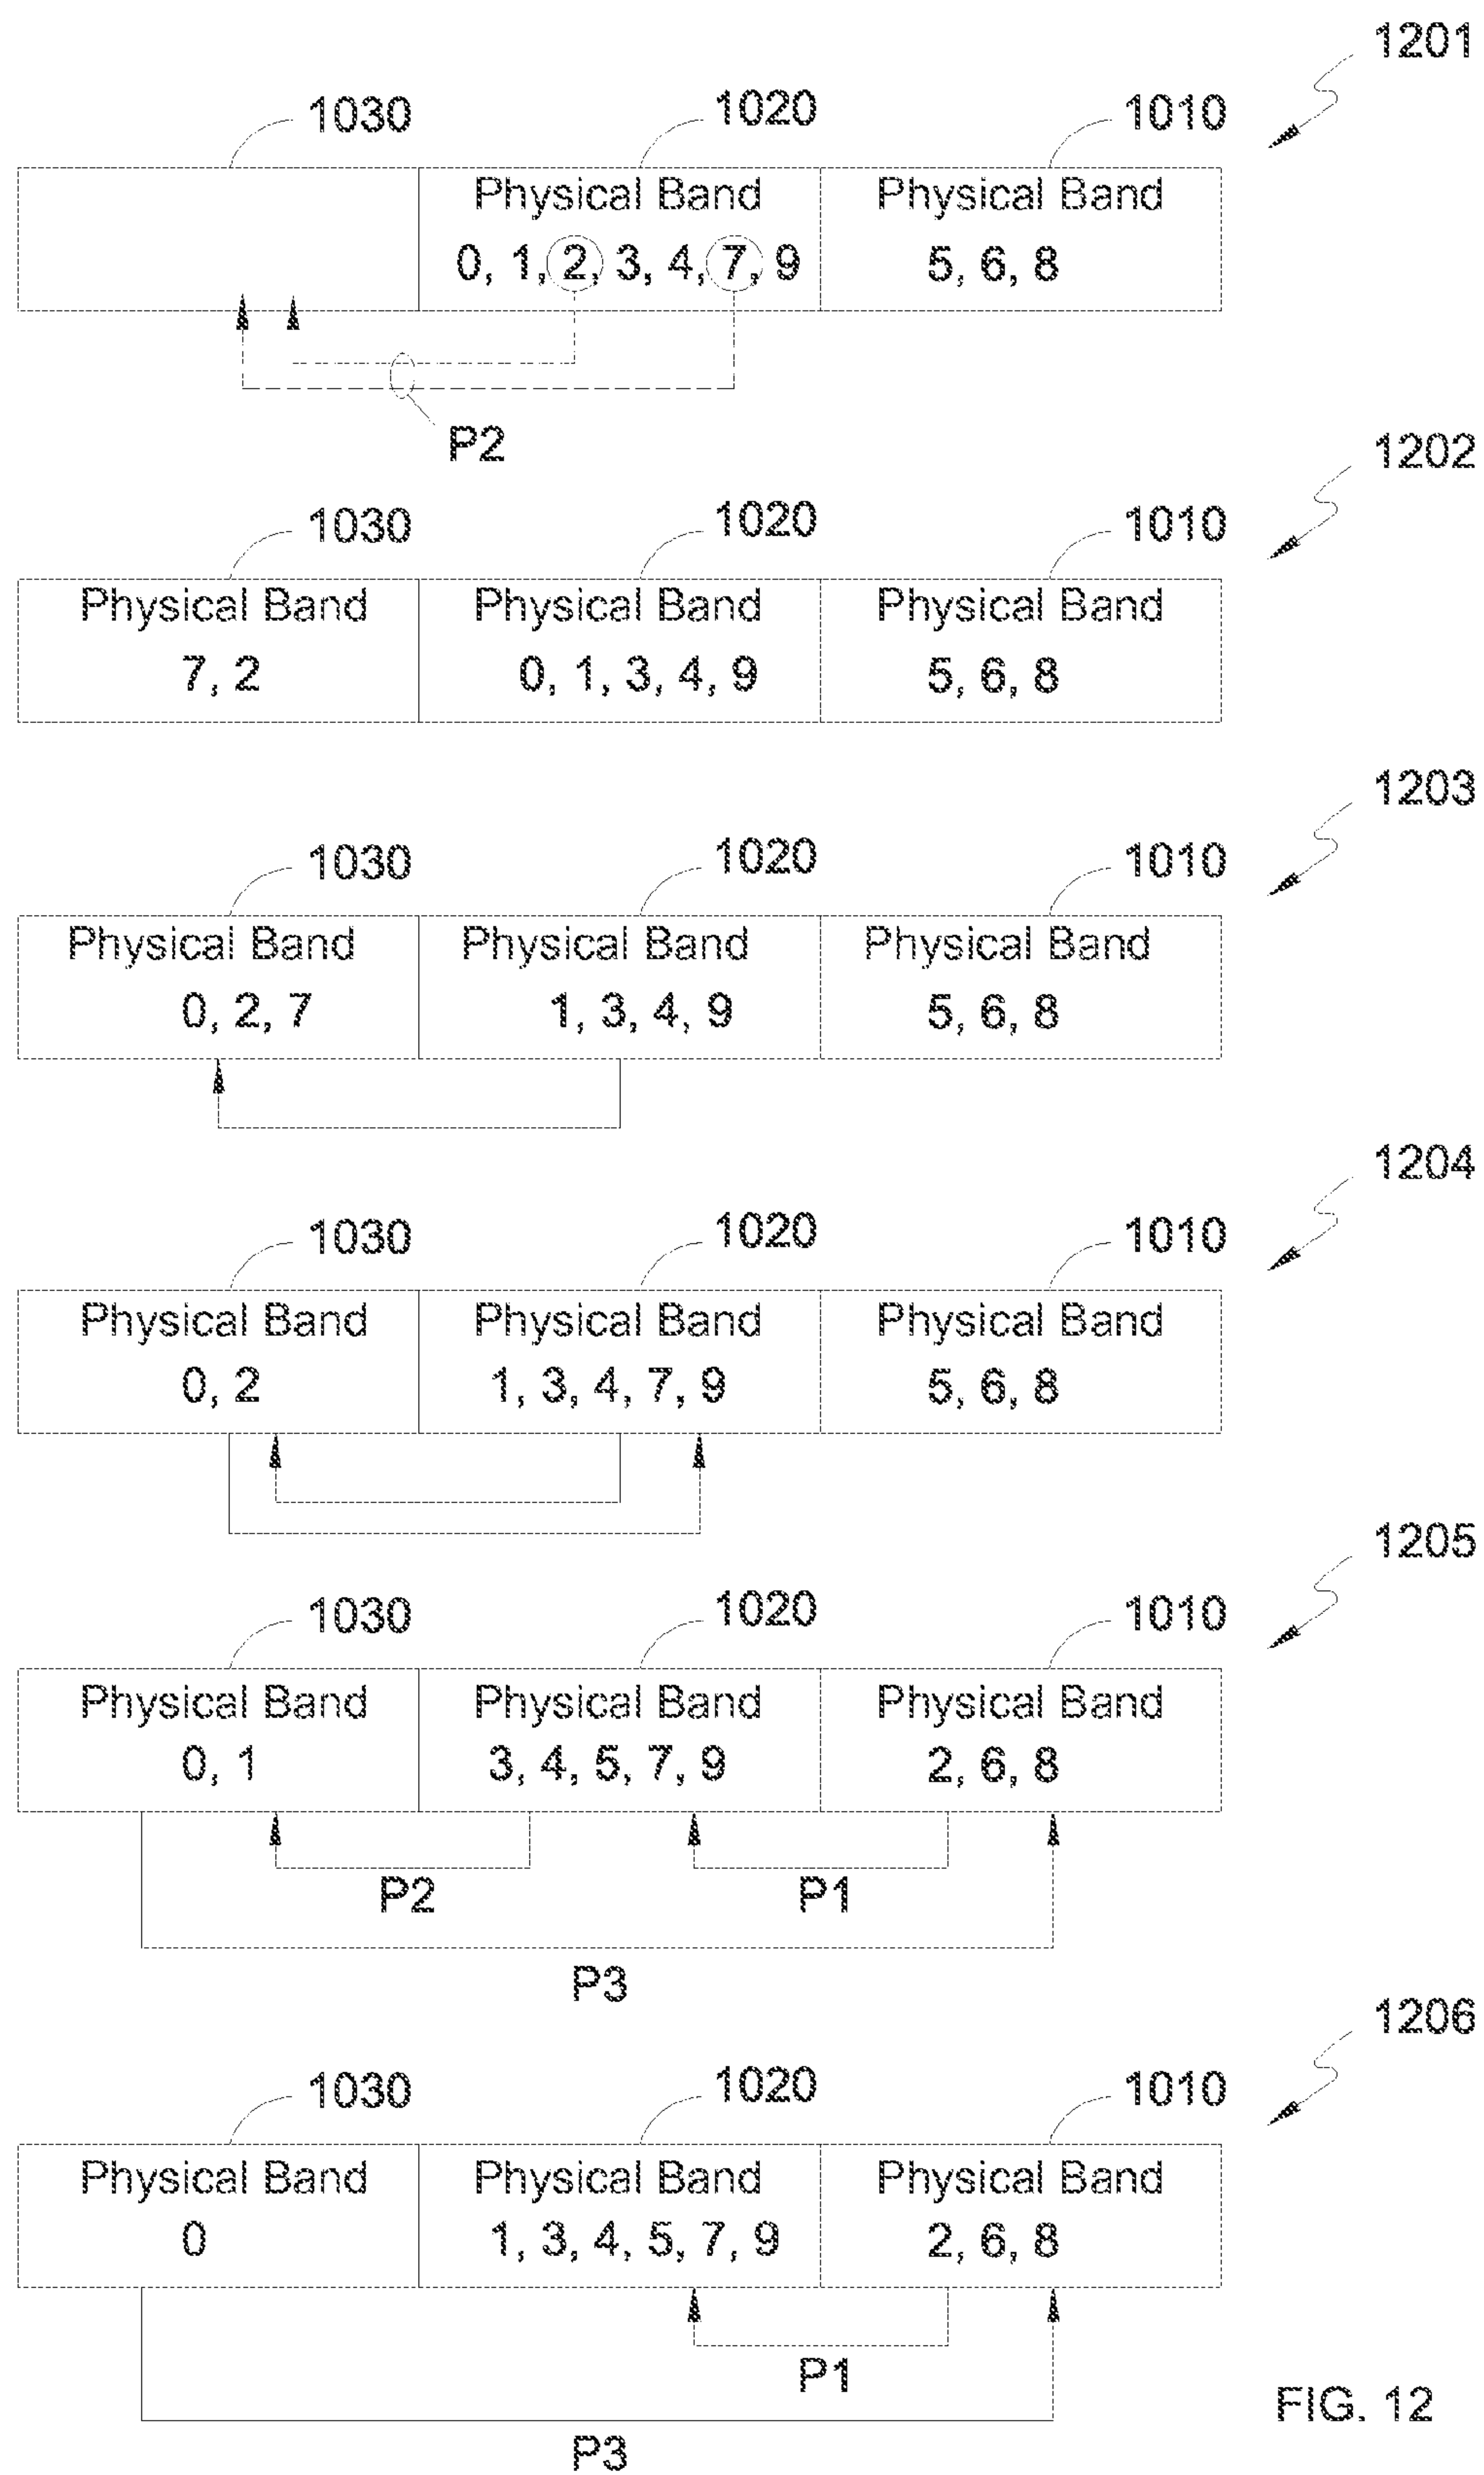 1201
1030 1020 1010
Physical Band Physical Band
0, 1, 2, 3, 4, 7, 9 5, 6, 8
P2
1202
1030 1020 1010
Physical Band Physical Band Physical Band
7, 2 0, 1, 3, 4, 9 5, 6, 8
1203
1030 1020 1010
Physical Band Physical Band Physical Band
0, 2, 7 1, 3, 4, 9 5, 6, 8
1204
1030 1020 1010
Physical Band Physical Band Physical Band
0, 2 1, 3, 4, 7, 9 5, 6, 8
1205
1030 1020 1010
Physical Band Physical Band Physical Band
0, 1 3, 4, 5, 7, 9 2, 6, 8
P2 P1
P3
1206
1030 1020 1010
Physical Band Physical Band Physical Band
0 1, 3, 4, 5, 7, 9 2, 6, 8
P1
FIG. 12
P3